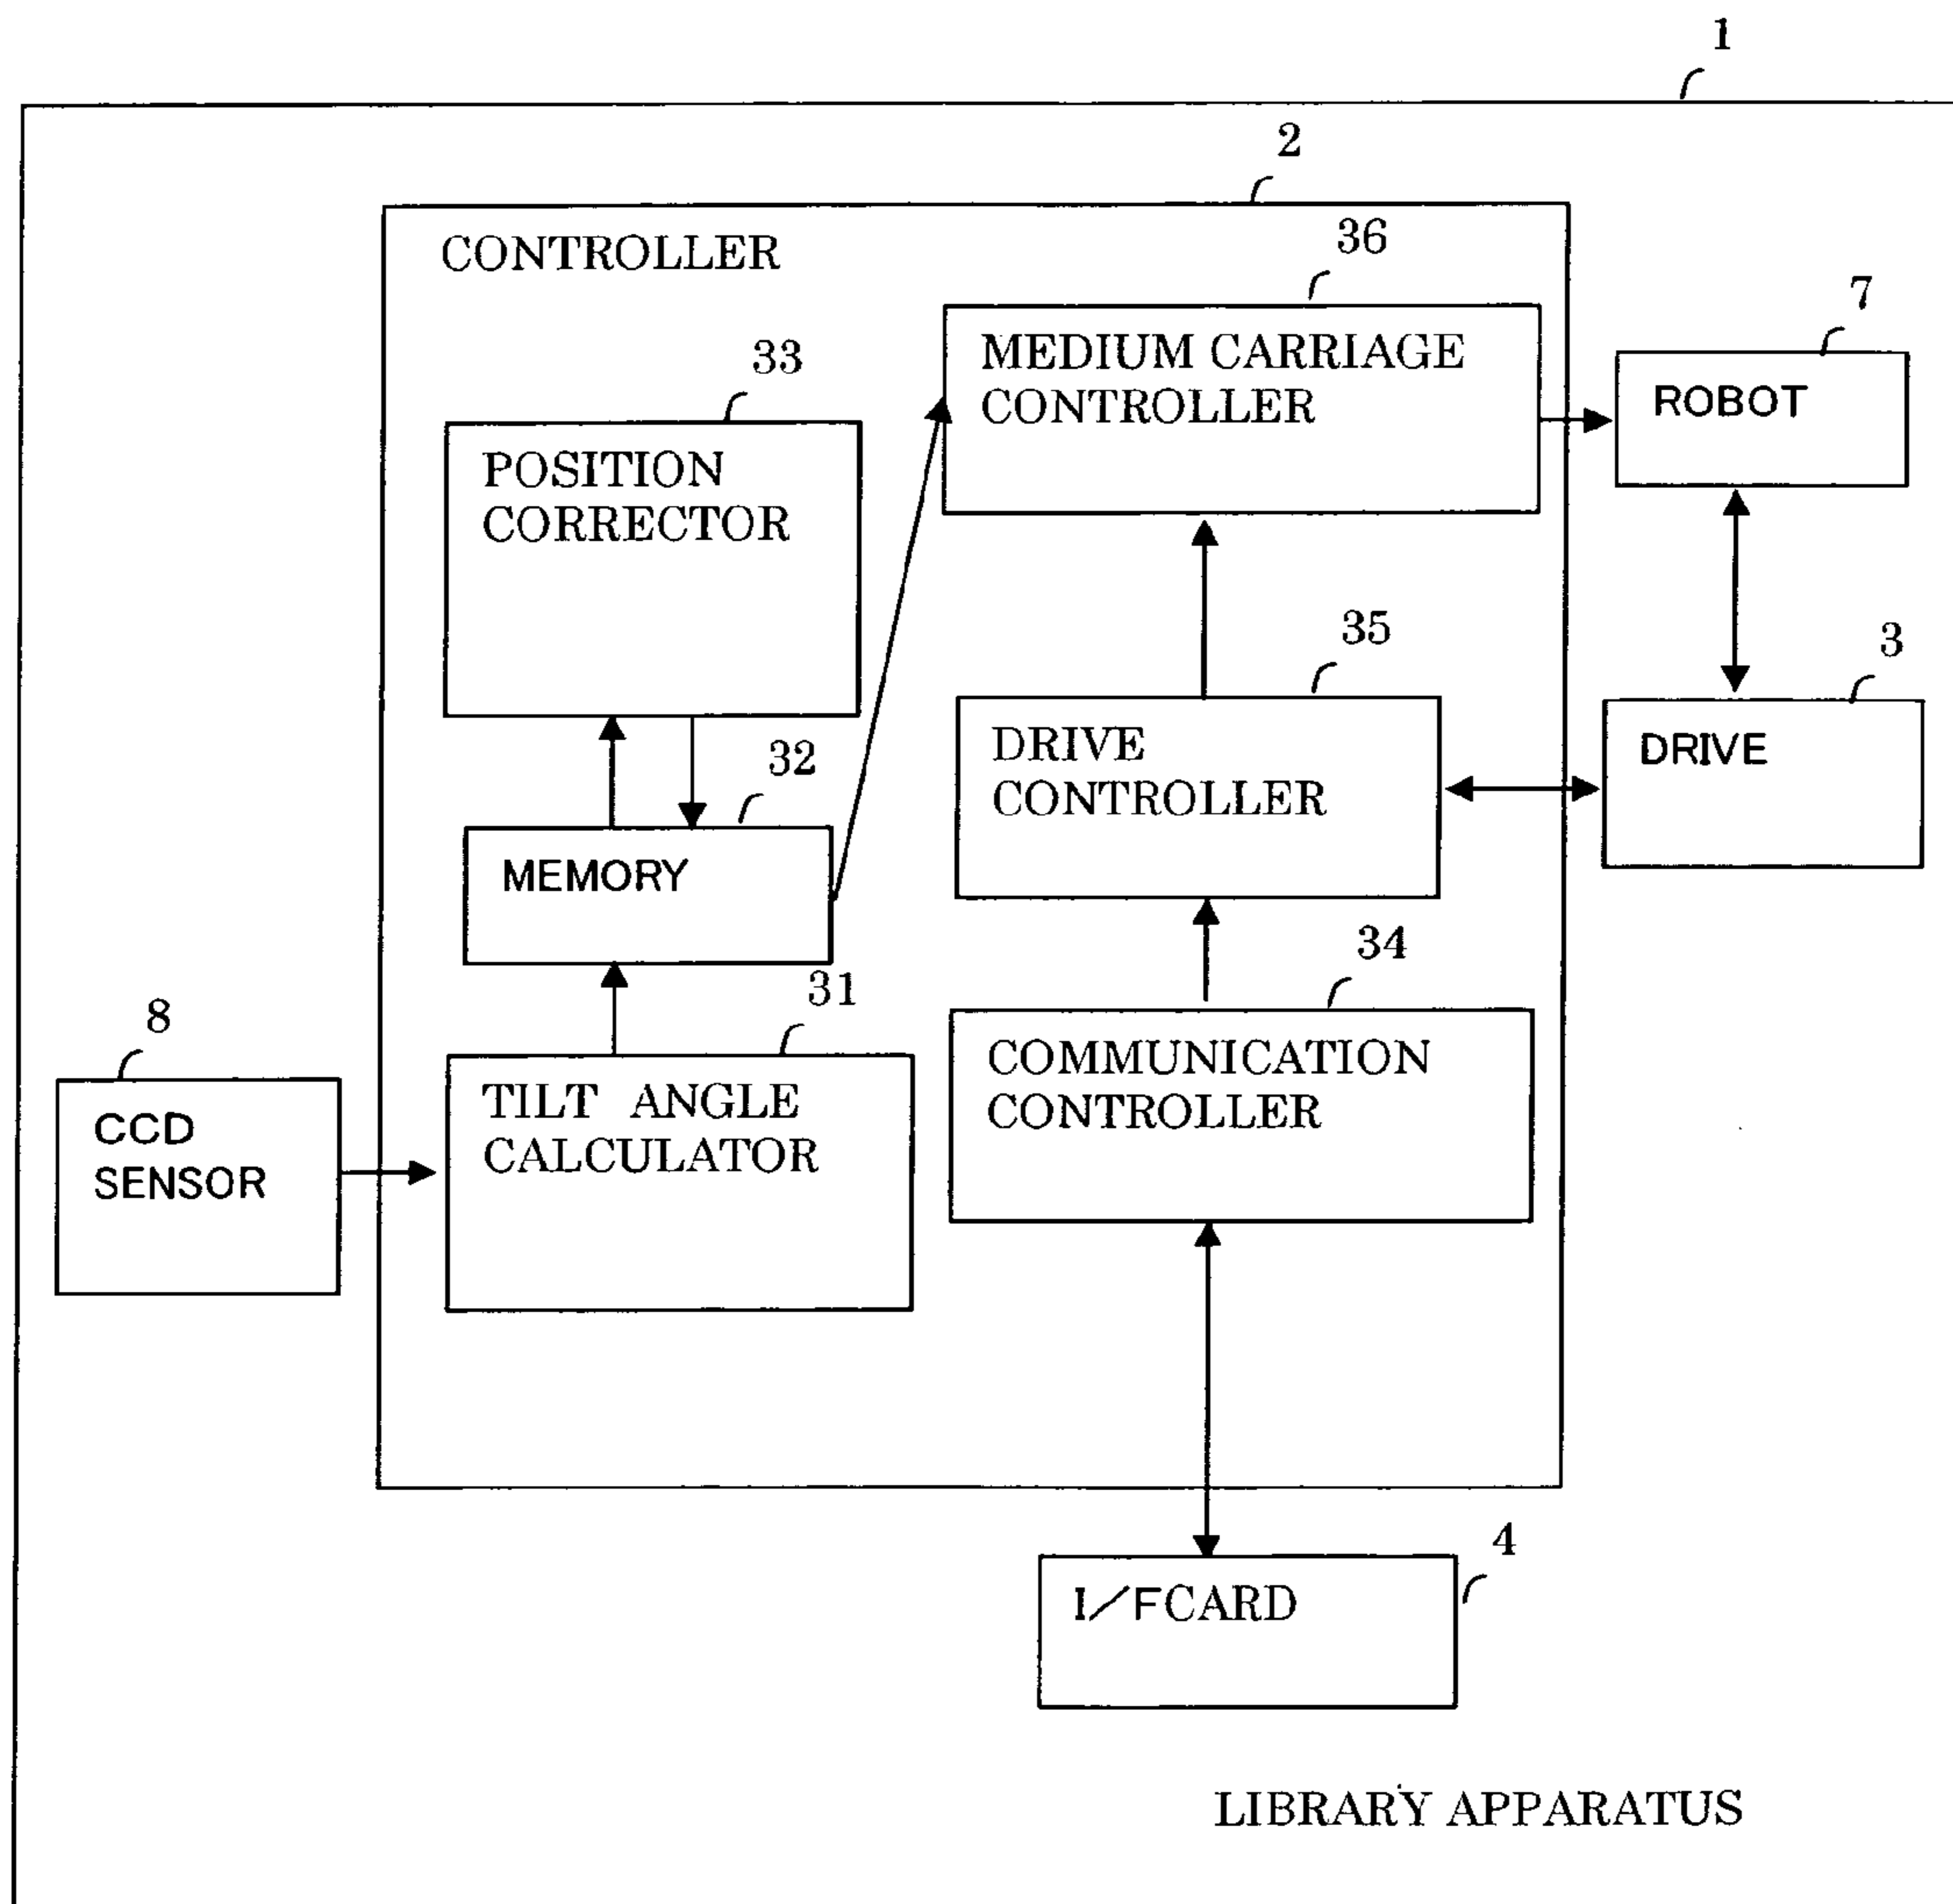 1
2
CONTROLLER
36
MEDIUM CARRIAGE
CONTROLLER
7
ROBOT
33
POSITION
CORRECTOR
35
DRIVE
CONTROLLER
3
DRIVE
32
MEMORY
34
COMMUNICATION
CONTROLLER
31
TILT ANGLE
CALCULATOR
8
CCD
SENSOR
4
I/FCARD
LIBRARY APPARATUS